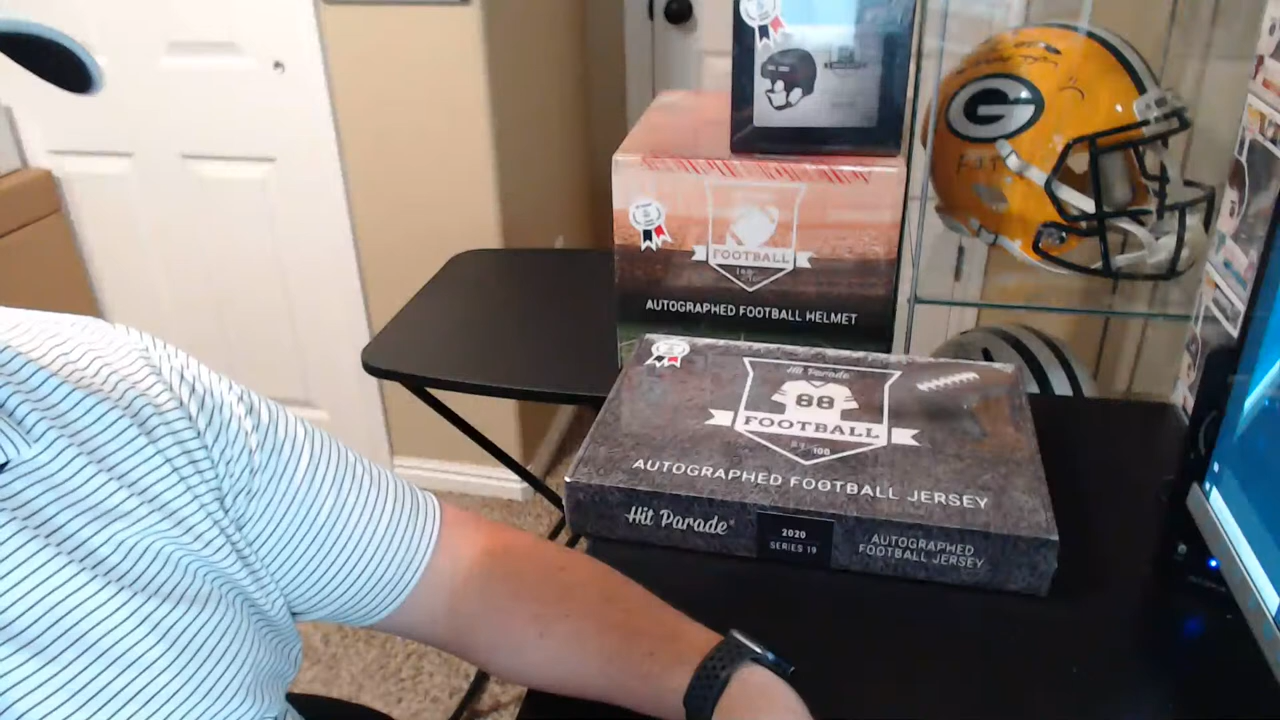 G
FOOTBALL
AUTOGRAPHED FOOTBALL HELMET
Hit Parade
88
FOOTBALL
AUTOGRAPHED FOOTBALL JERSEY
Hit Parade
2020
SERIES 19
AUTOGRAPHED
FOOTBALL JERSEY